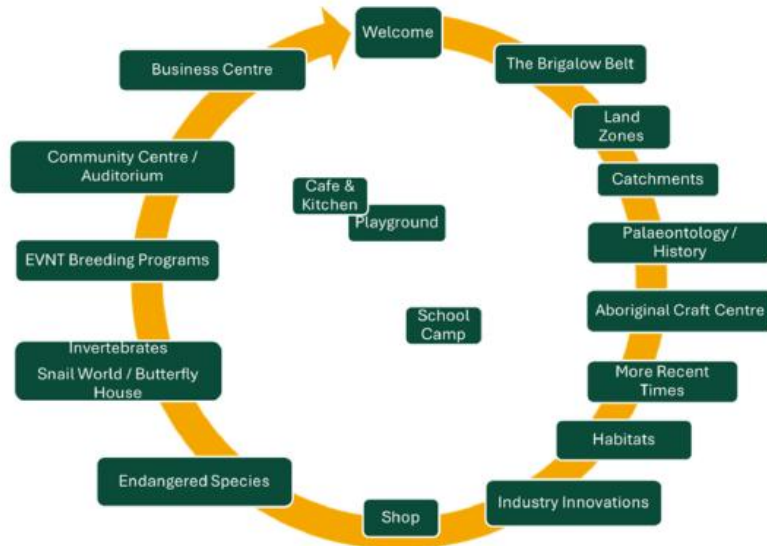 Welcome
The Brigalow Belt
Land
Zones
Catchments
Palaeontology /
History
Aboriginal Craft Centre
More Recent
Times
Habitats
Industry Innovations
Shop
Endangered Species
Invertebrates
Snail World / Butterfly
House
EVNT Breeding Programs
Community Centre /
Auditorium
Business Centre
Cafe &
Kitchen
Playground
School
Camp